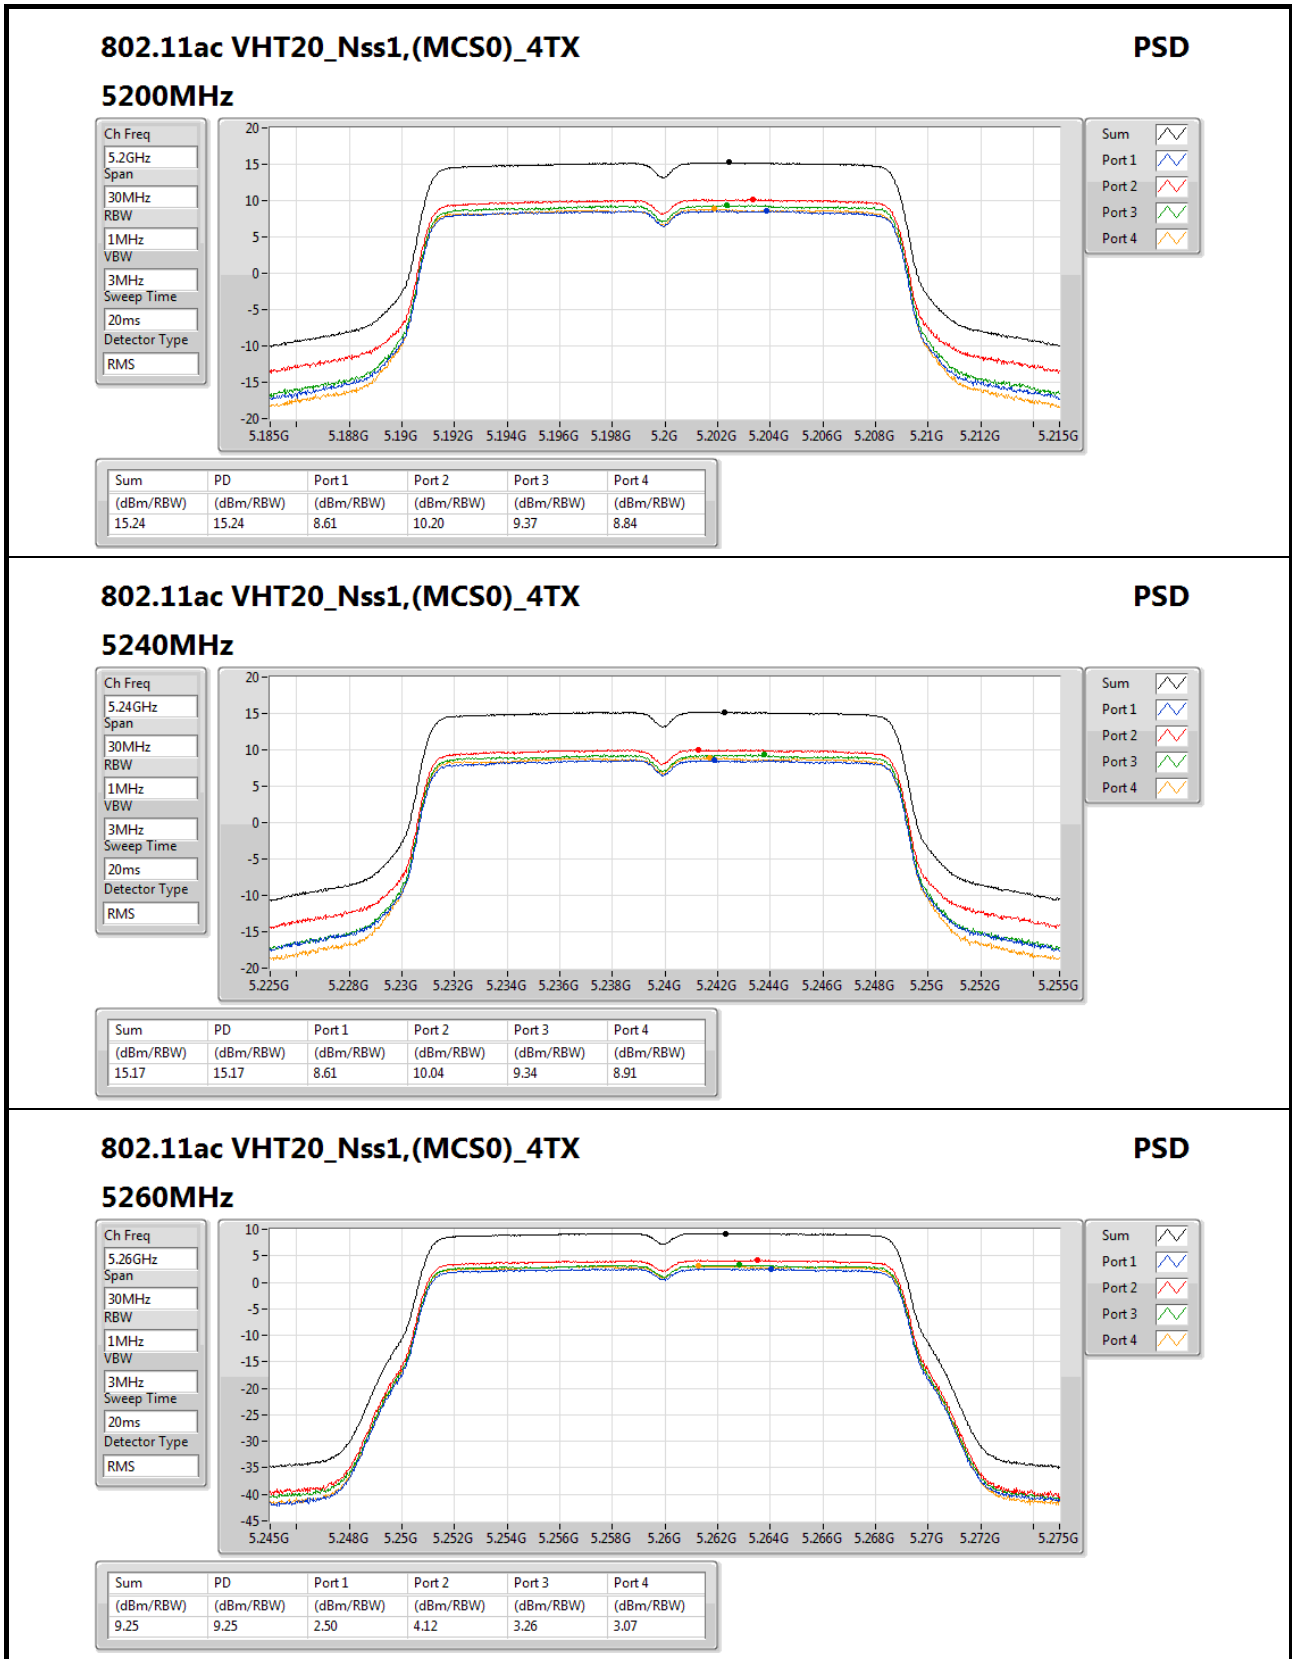 802.11ac VHT20_Nss1,(MCS0)_4TX PSD
5200MHz
Ch Freq
5.2GHz
Span
30MHz
RBW
1MHz
VBW
3MHz
Sweep Time
20ms
Detector Type
RMS
20
15
10
5
0
-5
-10
-15
-20
5.185G 5.188G 5.19G 5.192G 5.194G 5.196G 5.198G 5.2G 5.202G 5.204G 5.206G 5.208G 5.21G 5.212G 5.215G
Sum
Port 1
Port 2
Port 3
Port 4
Sum PD Port 1 Port 2 Port 3 Port 4
(dBm/RBW) (dBm/RBW) (dBm/RBW) (dBm/RBW) (dBm/RBW) (dBm/RBW)
15.24 15.24 8.61 10.20 9.37 8.84
802.11ac VHT20_Nss1,(MCS0)_4TX PSD
5240MHz
Ch Freq
5.24GHz
Span
30MHz
RBW
1MHz
VBW
3MHz
Sweep Time
20ms
Detector Type
RMS
20
15
10
5
0
-5
-10
-15
-20
5.225G 5.228G 5.23G 5.232G 5.234G 5.236G 5.238G 5.24G 5.242G 5.244G 5.246G 5.248G 5.25G 5.252G 5.255G
Sum
Port 1
Port 2
Port 3
Port 4
Sum PD Port 1 Port 2 Port 3 Port 4
(dBm/RBW) (dBm/RBW) (dBm/RBW) (dBm/RBW) (dBm/RBW) (dBm/RBW)
15.17 15.17 8.61 10.04 9.34 8.91
802.11ac VHT20_Nss1,(MCS0)_4TX PSD
5260MHz
Ch Freq
5.26GHz
Span
30MHz
RBW
1MHz
VBW
3MHz
Sweep Time
20ms
Detector Type
RMS
10
5
0
-5
-10
-15
-20
-25
-30
-35
-40
-45
5.245G 5.248G 5.25G 5.252G 5.254G 5.256G 5.258G 5.26G 5.262G 5.264G 5.266G 5.268G 5.27G 5.272G 5.275G
Sum
Port 1
Port 2
Port 3
Port 4
Sum PD Port 1 Port 2 Port 3 Port 4
(dBm/RBW) (dBm/RBW) (dBm/RBW) (dBm/RBW) (dBm/RBW) (dBm/RBW)
9.25 9.25 2.50 4.12 3.26 3.07